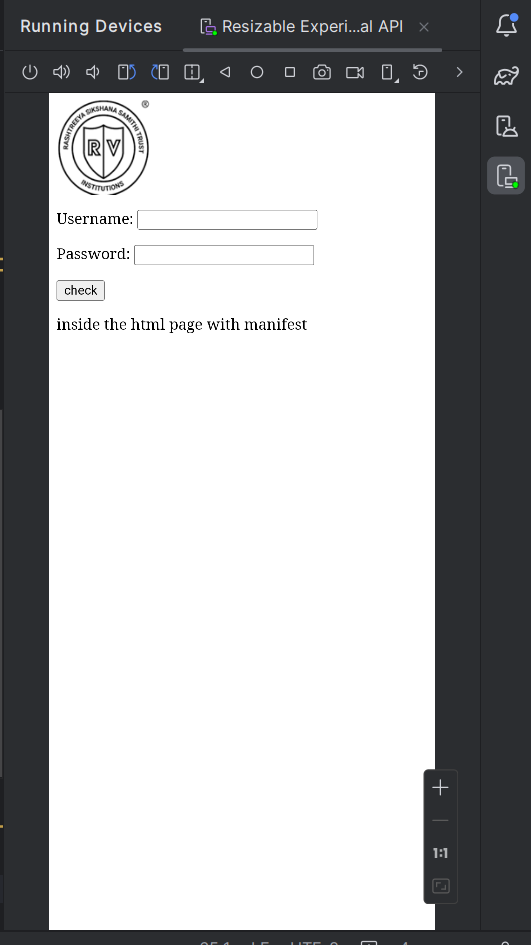 Running Devices
Resizable Experi...al API
®
RASHTREEYA SIKSHANA SAMITHI TRUST
RV
INSTITUTIONS
Username:
Password:
check
inside the html page with manifest
1:1